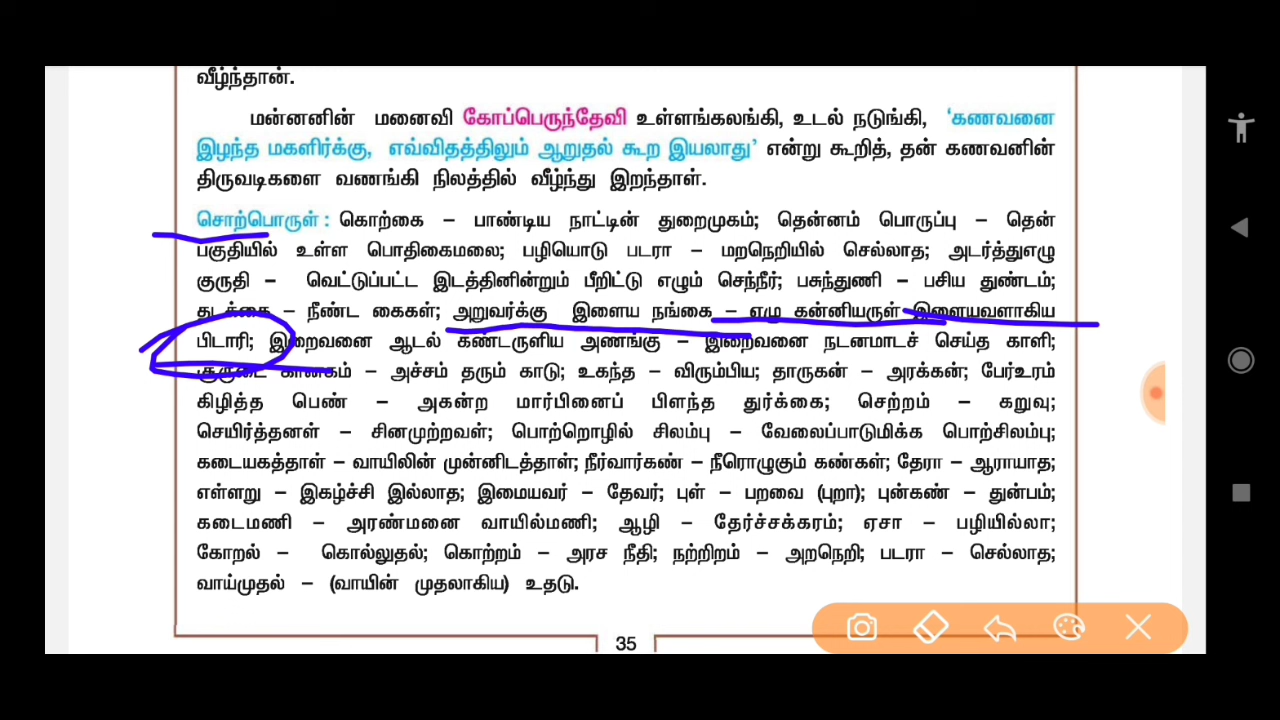 வீழ்ந்தான்.
மன்னனின் மனைவி கோப்பெருந்தேவி உள்ளங்கலங்கி, உடல் நடுங்கி, 'கணவனை
இழந்த மகளிர்க்கு, எவ்விதத்திலும் ஆறுதல் கூற இயலாது' என்று கூறித், தன் கணவனின்
திருவடிகளை வணங்கி நிலத்தில் வீழ்ந்து இறந்தாள்.
சொற்பொருள் : கொற்கை – பாண்டிய நாட்டின் துறைமுகம்; தென்னம் பொருப்பு – தென்
பகுதியில் உள்ள பொதிகைமலை; பழியொடு படரா – மறநெறியில் செல்லாத; அடர்த்துஎழு
குருதி – வெட்டுப்பட்ட இடத்தினின்றும் பீறிட்டு எழும் செந்நீர்; பசுந்துணி – பசிய துண்டம்;
தடக்கை – நீண்ட கைகள்; அறுவர்க்கு இளைய நங்கை – எழு கன்னியருள் இளையவளாகிய
பிடாரி; இறைவனை ஆடல் கண்டருளிய அணங்கு – இறைவனை நடனமாடச் செய்த காளி;
சூருடை கானகம் – அச்சம் தரும் காடு; உகந்த – விரும்பிய; தாருகன் – அரக்கன்; பேர்உரம்
கிழித்த பெண் – அகன்ற மார்பினைப் பிளந்த துர்க்கை; செற்றம் – கறுவு;
செயிர்த்தனள் – சினமுற்றவள்; பொற்றொழில் சிலம்பு – வேலைப்பாடுமிக்க பொற்சிலம்பு;
கடையகத்தாள் – வாயிலின் முன்னிடத்தாள்; நீர்வார்கண் – நீரொழுகும் கண்கள்; தேரா – ஆராயாத;
எள்ளறு – இகழ்ச்சி இல்லாத; இமையவர் – தேவர்; புள் – பறவை (புறா); புன்கண் – துன்பம்;
கடைமணி – அரண்மனை வாயில்மணி; ஆழி – தேர்ச்சக்கரம்; ஏசா – பழியில்லா;
கோறல் – கொல்லுதல்; கொற்றம் – அரச நீதி; நற்றிறம் – அறநெறி; படரா – செல்லாத;
வாய்முதல் – (வாயின் முதலாகிய) உதடு.
35